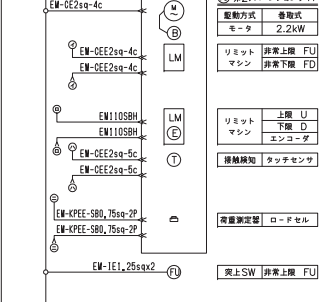 EM-CE2sq-4c
M
駆動方式 巻取式
B
モータ 2.2kW
EM-CEE2sq-4c
EM-CEE2sq-4c
LM
リミット
マシン
非常上限 FU
非常下限 FD
EM110SBH
EM110SBH
LM
E
リミット
マシン
上限 U
下限 D
エンコーダ
EM-CEE2sq-5c
EM-CEE2sq-5c
T
接触検知 タッチセンサ
EM-KPEE-SB0.75sq-2P
EM-KPEE-SB0.75sq-2P
荷重測定器 ロードセル
EM-IE1.25sqx2
FU
突上SW 非常上限 FU